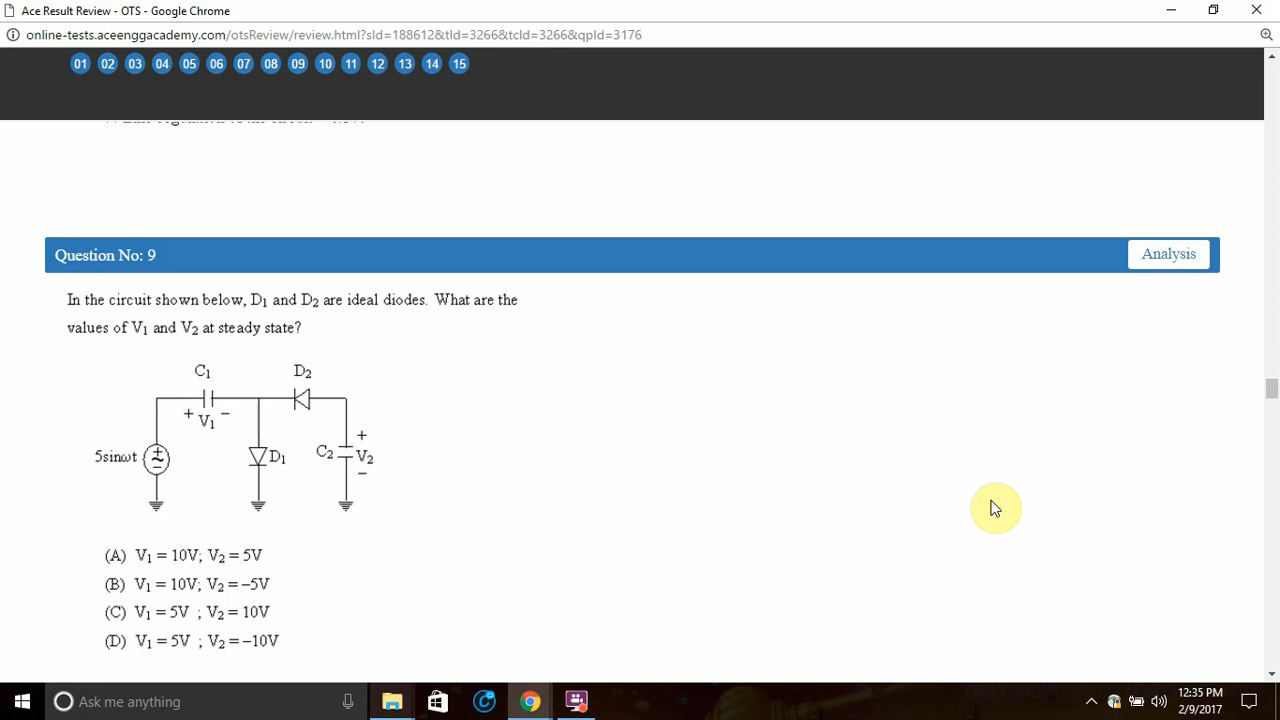 Ace Result Review - OTS - Google Chrome
online-tests.aceenggacademy.com/otsReview/review.html?sId=188612&tId=3266&tcId=3266&qpId=3176
01 02 03 04 05 06 07 08 09 10 11 12 13 14 15
Question No: 9
Analysis
In the circuit shown below, D1 and D2 are ideal diodes. What are the
values of V1 and V2 at steady state?
C1 D2
+ V1 −
5sinωt
+
−
D1
C2
+
V2
−
(A) V1 = 10V; V2 = 5V
(B) V1 = 10V; V2 = −5V
(C) V1 = 5V ; V2 = 10V
(D) V1 = 5V ; V2 = −10V
Ask me anything
12:35 PM
2/9/2017